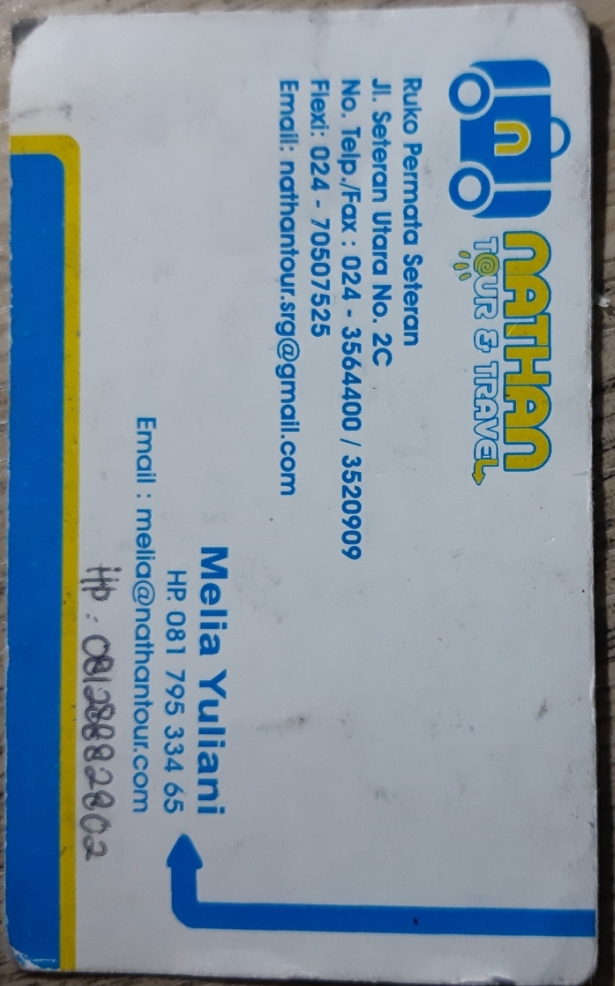 n
NATHAN
TOUR & TRAVEL
Ruko Permata Seteran
Jl. Seteran Utara No. 2C
No. Telp./Fax : 024 - 3564400 / 3520909
Flexi: 024 - 70507525
Email: nathantour.srg@gmail.com
Melia Yuliani
HP. 081 795 334 65
Email : melia@nathantour.com
HP : 08128882802